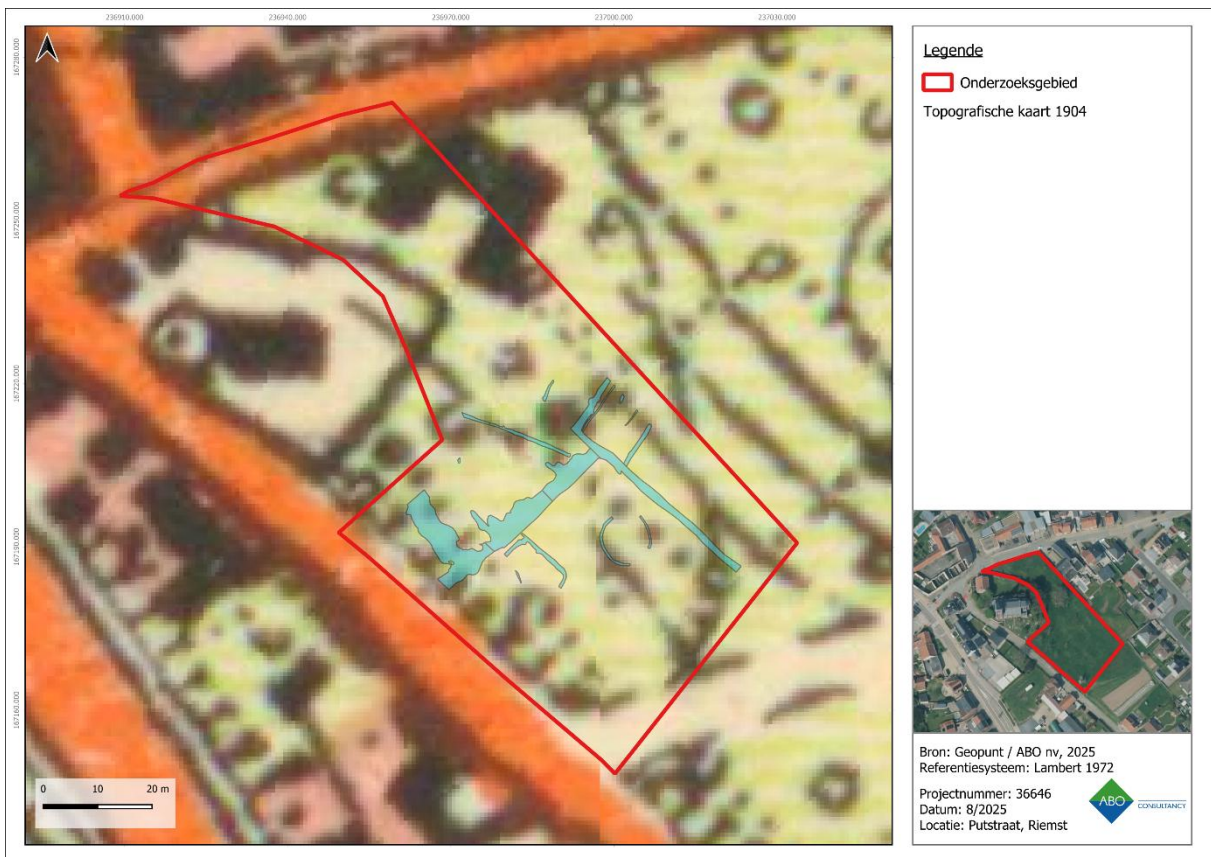 236910.000 236940.000 236970.000 237000.000 237030.000
167280.000
167250.000
167220.000
167190.000
167160.000
0 10 20 m
Legende
Onderzoeksgebied
Topografische kaart 1904
Bron: Geopunt / ABO nv, 2025
Referentiesysteem: Lambert 1972
Projectnummer: 36646
Datum: 8/2025
Locatie: Putstraat, Riemst
ABO CONSULTANCY